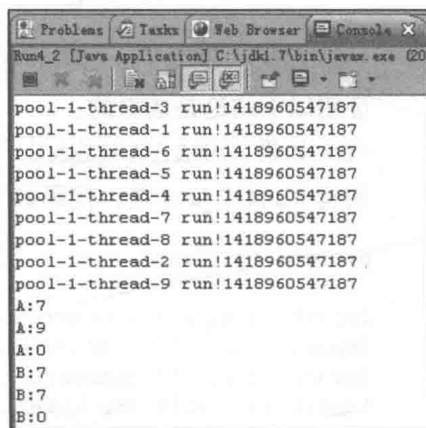 Problems Tasks Web Browser Console
Run4_2 [Java Application] C:\jdk1.7\bin\javaw.exe (20
pool-1-thread-3 run!1418960547187
pool-1-thread-1 run!1418960547187
pool-1-thread-6 run!1418960547187
pool-1-thread-5 run!1418960547187
pool-1-thread-4 run!1418960547187
pool-1-thread-7 run!1418960547187
pool-1-thread-8 run!1418960547187
pool-1-thread-2 run!1418960547187
pool-1-thread-9 run!1418960547187
A:7
A:9
A:0
B:7
B:7
B:0